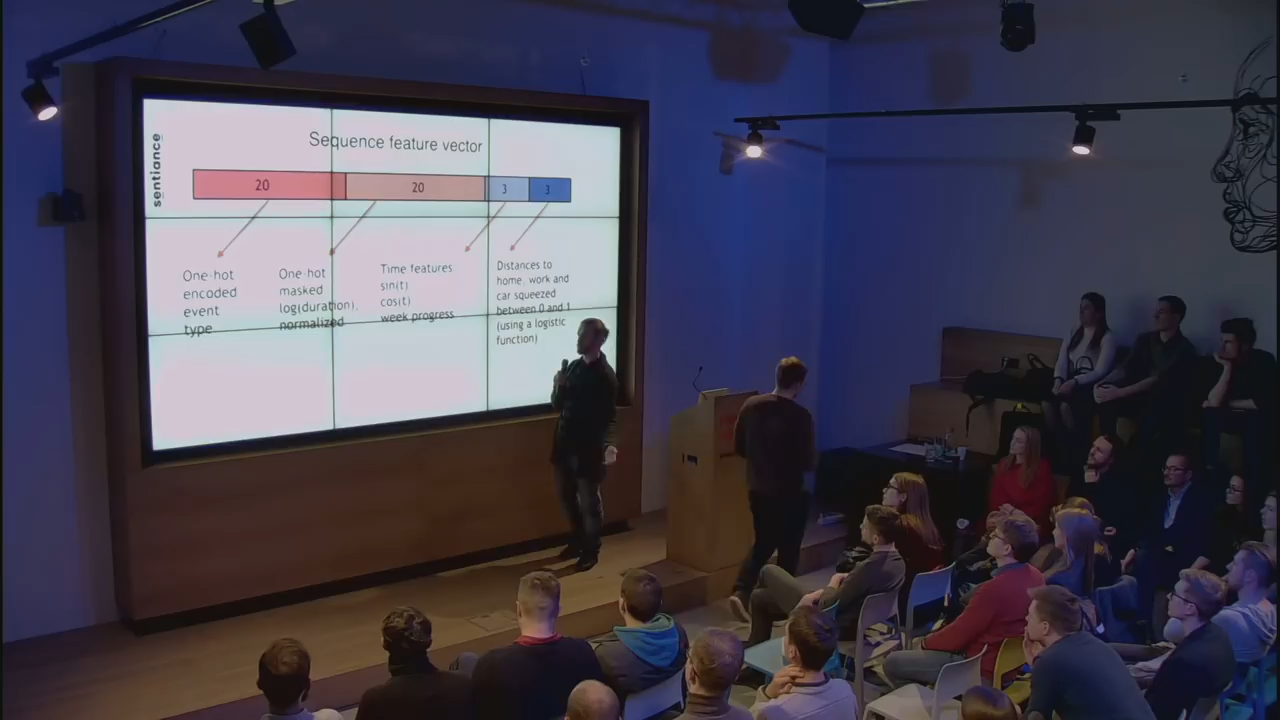 sentiance
Sequence feature vector
20
20
3
3
One-hot
encoded
event
type
One-hot
masked
log(duration),
normalized
Time features
sin(t)
cos(t)
week progress
Distances to
home, work and
car squeezed
between 0 and 1
(using a logistic
function)